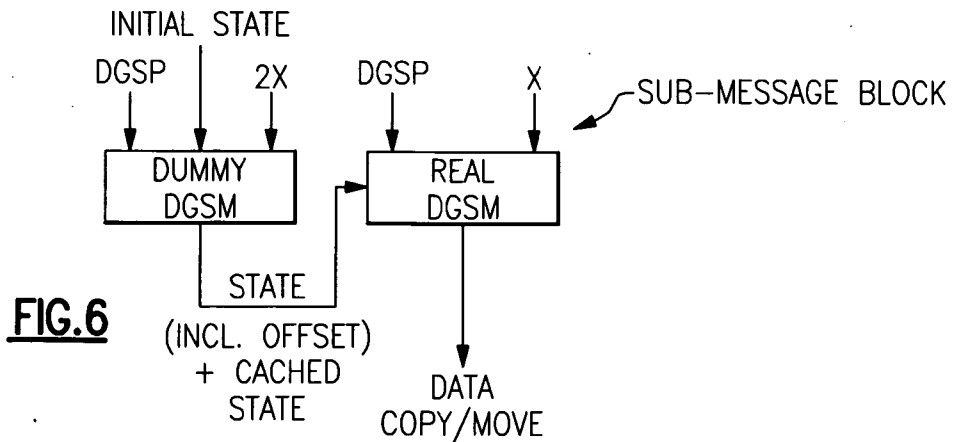 INITIAL STATE
DGSP
2X
DGSP
X
SUB-MESSAGE BLOCK
DUMMY
DGSM
REAL
DGSM
STATE
(INCL. OFFSET)
+ CACHED
STATE
FIG.6
DATA
COPY/MOVE